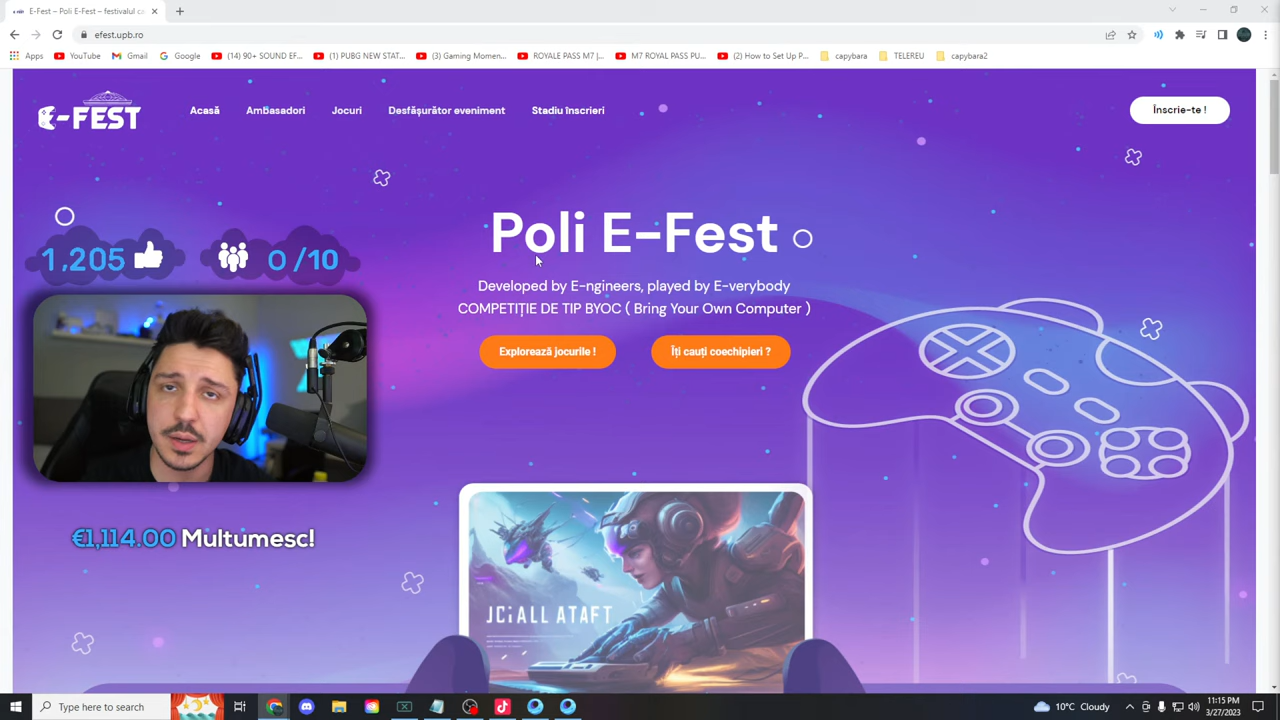 E-Fest – Poli E-Fest – festivalul ca
efest.upb.ro
Apps
YouTube
Gmail
Google
(14) 90+ SOUND EF...
(1) PUBG NEW STAT...
(3) Gaming Momen...
ROYALE PASS M7 |...
M7 ROYAL PASS PU...
(2) How to Set Up P...
capybara
TELEREU
capybara2
E-FEST
Acasă
Ambasadori
Jocuri
Desfășurător eveniment
Stadiu înscrieri
Înscrie-te !
Poli E-Fest
1,205
0 /10
Developed by E-ngineers, played by E-verybody
COMPETIȚIE DE TIP BYOC ( Bring Your Own Computer )
Explorează jocurile !
Îți cauți coechipieri ?
€1,114.00 Multumesc!
JCiALL ATAFT
Type here to search
10°C Cloudy
11:15 PM
3/27/2023